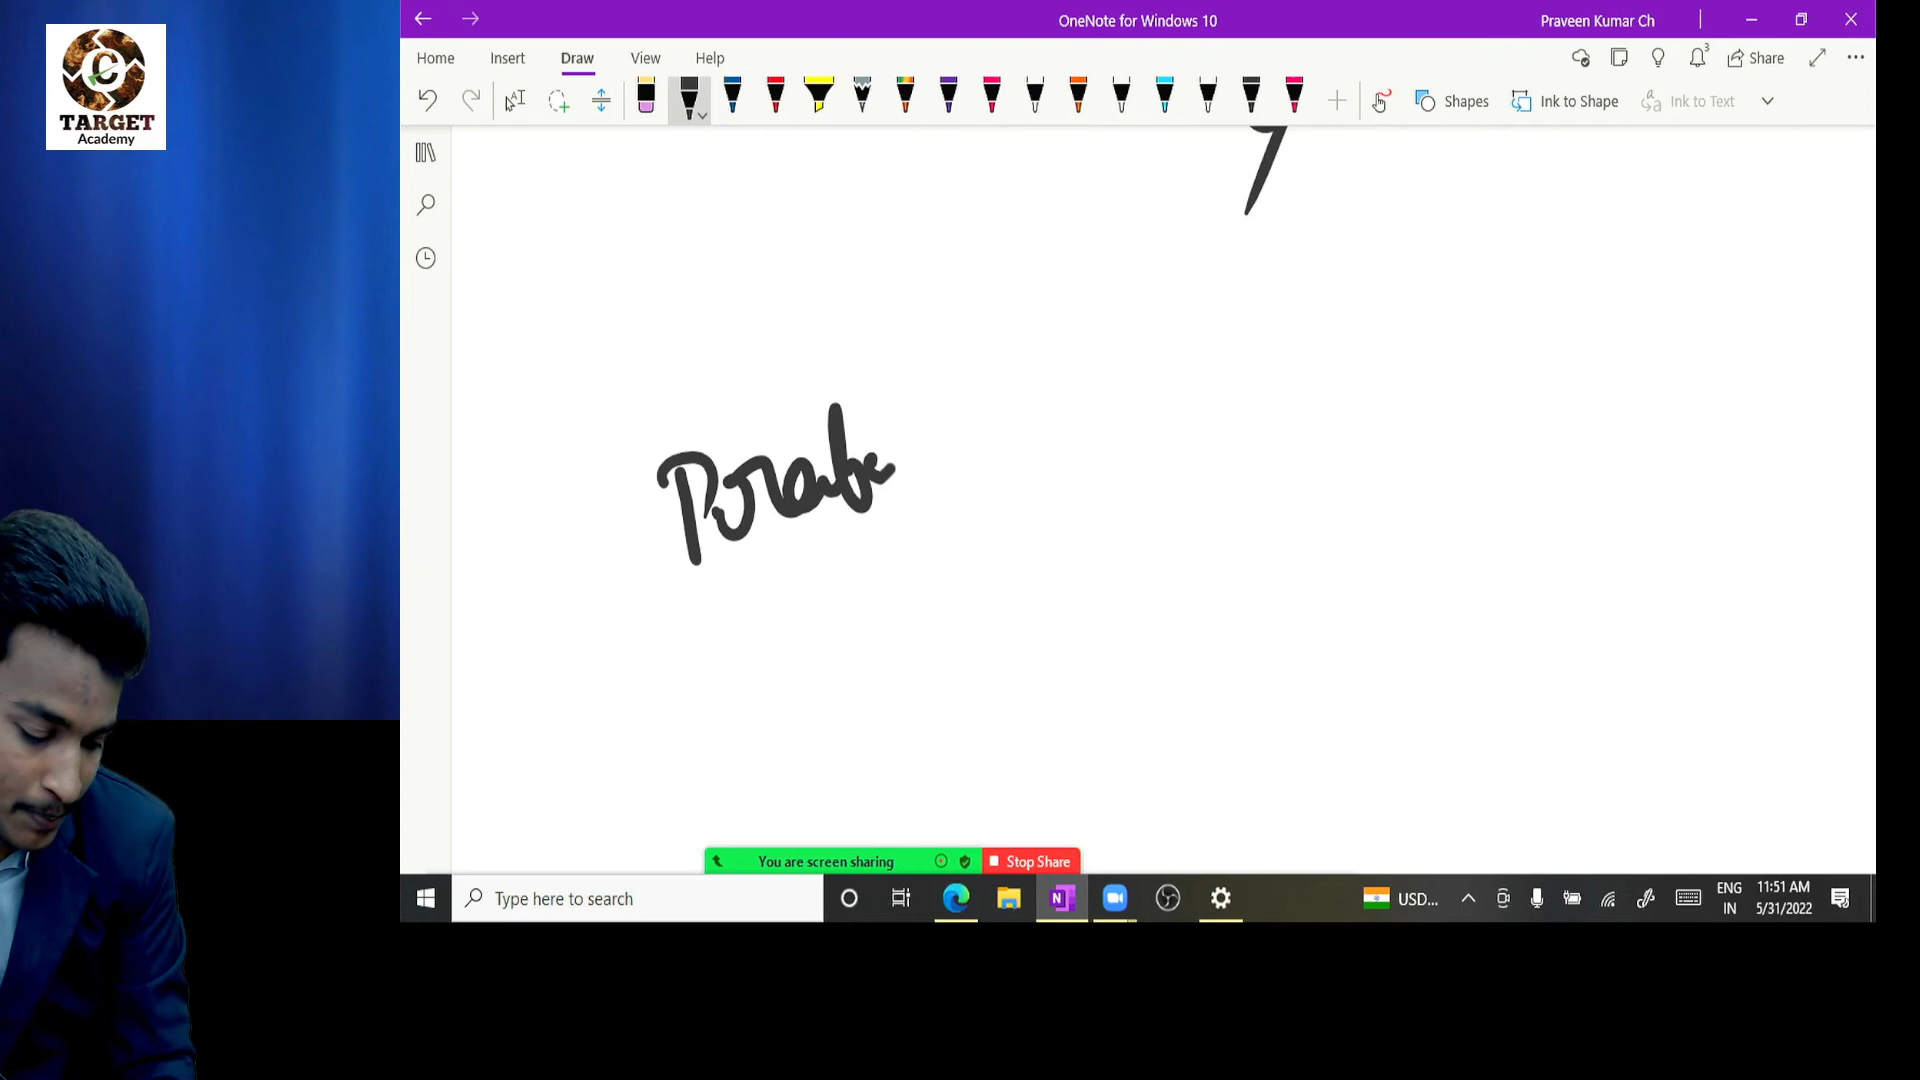 TARGET
Academy
OneNote for Windows 10
Praveen Kumar Ch
Home Insert Draw View Help
3
Share
Shapes
Ink to Shape
Ink to Text
You are screen sharing
Stop Share
Type here to search
USD...
ENG
IN
11:51 AM
5/31/2022